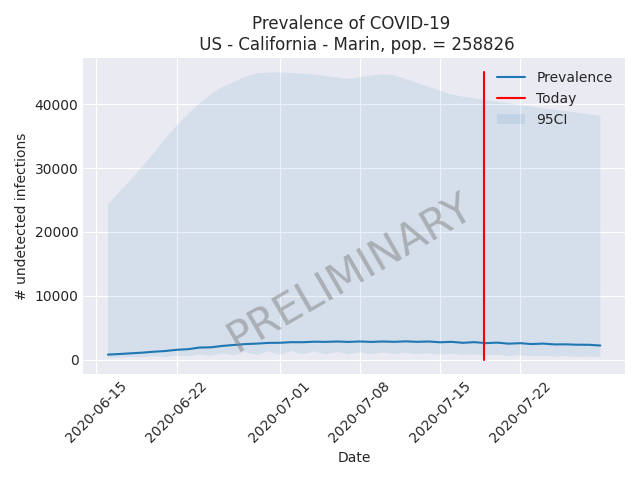 Prevalence of COVID-19
US - California - Marin, pop. = 258826
Prevalence
Today
95CI
# undetected infections
40000
30000
20000
10000
0
PRELIMINARY
2020-06-15
2020-06-22
2020-07-01
2020-07-08
2020-07-15
2020-07-22
Date